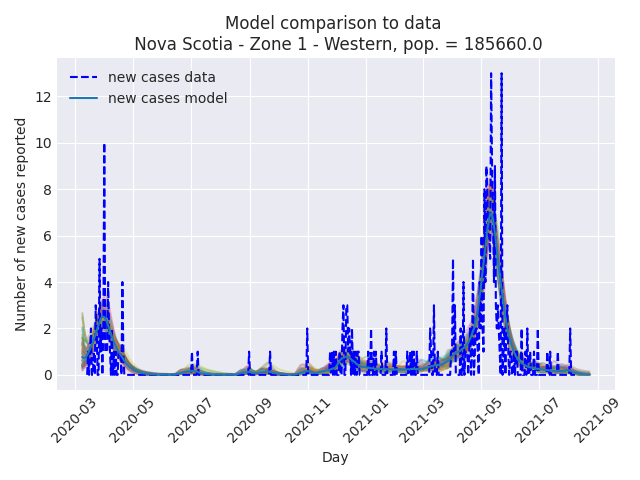 Model comparison to data
Nova Scotia - Zone 1 - Western, pop. = 185660.0
new cases data
new cases model
Number of new cases reported
12
10
8
6
4
2
0
2020-03
2020-05
2020-07
2020-09
2020-11
2021-01
2021-03
2021-05
2021-07
2021-09
Day